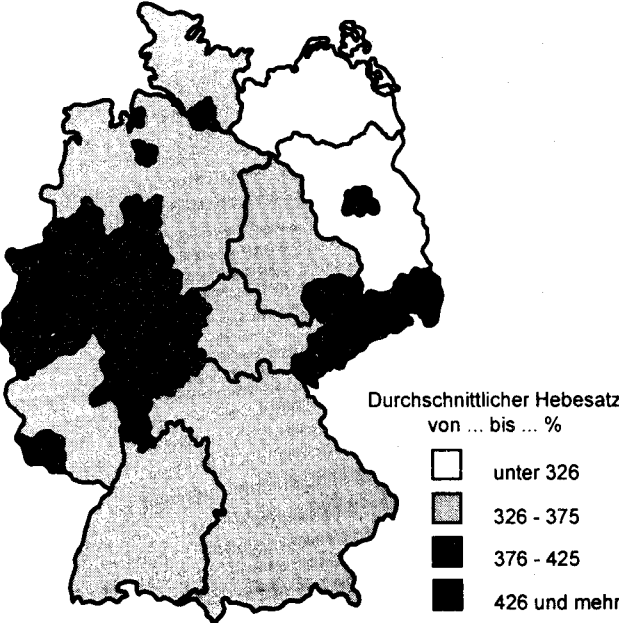 Durchschnittlicher Hebesatz
von ... bis ... %
unter 326
326 - 375
376 - 425
426 und mehr